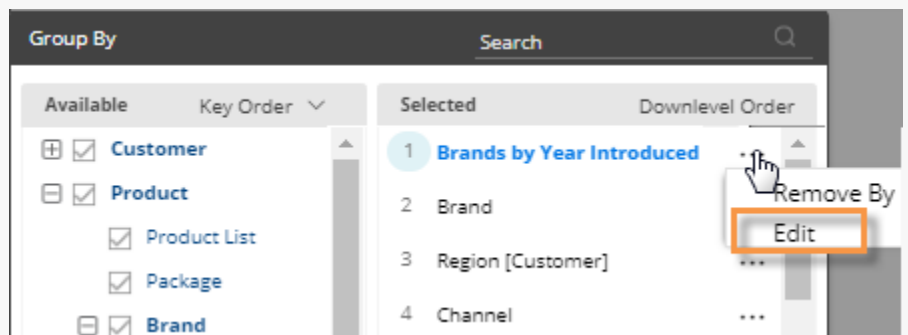 Group By
Search
Available
Key Order
Selected
Downlevel Order
Customer
Product
Product List
Package
Brand
1 Brands by Year Introduced ...
2 Brand
3 Region [Customer] ...
4 Channel ...
Remove By
Edit